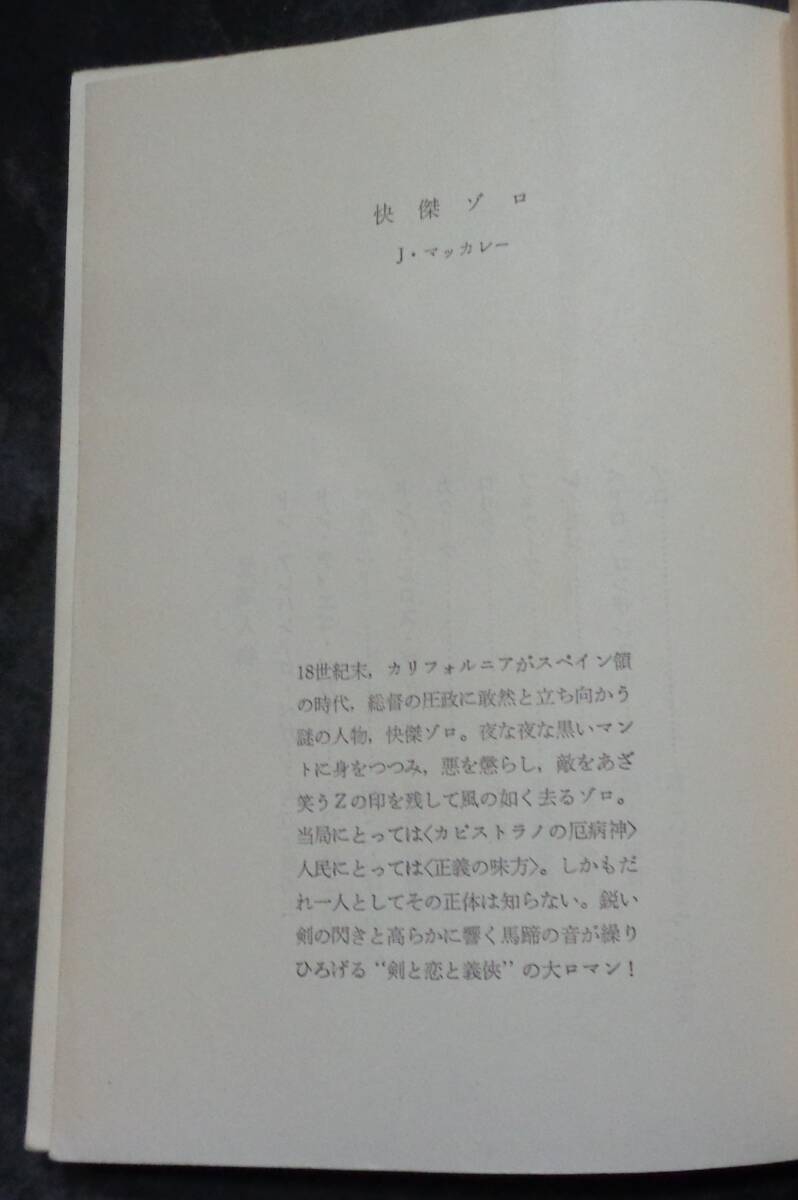 快傑ゾロ
J・マッカレー
18世紀末，カリフォルニアがスペイン領
の時代，総督の圧政に敢然と立ち向かう
謎の人物，快傑ゾロ。夜な夜な黒いマン
トに身をつつみ，悪を懲らし，敵をあざ
笑うZの印を残して風の如く去るゾロ。
当局にとっては〈カピストラノの厄病神〉
人民にとっては〈正義の味方〉。しかもだ
れ一人としてその正体は知らない。鋭い
剣の閃きと高らかに響く馬蹄の音が繰り
ひろげる“剣と恋と義俠”の大ロマン！